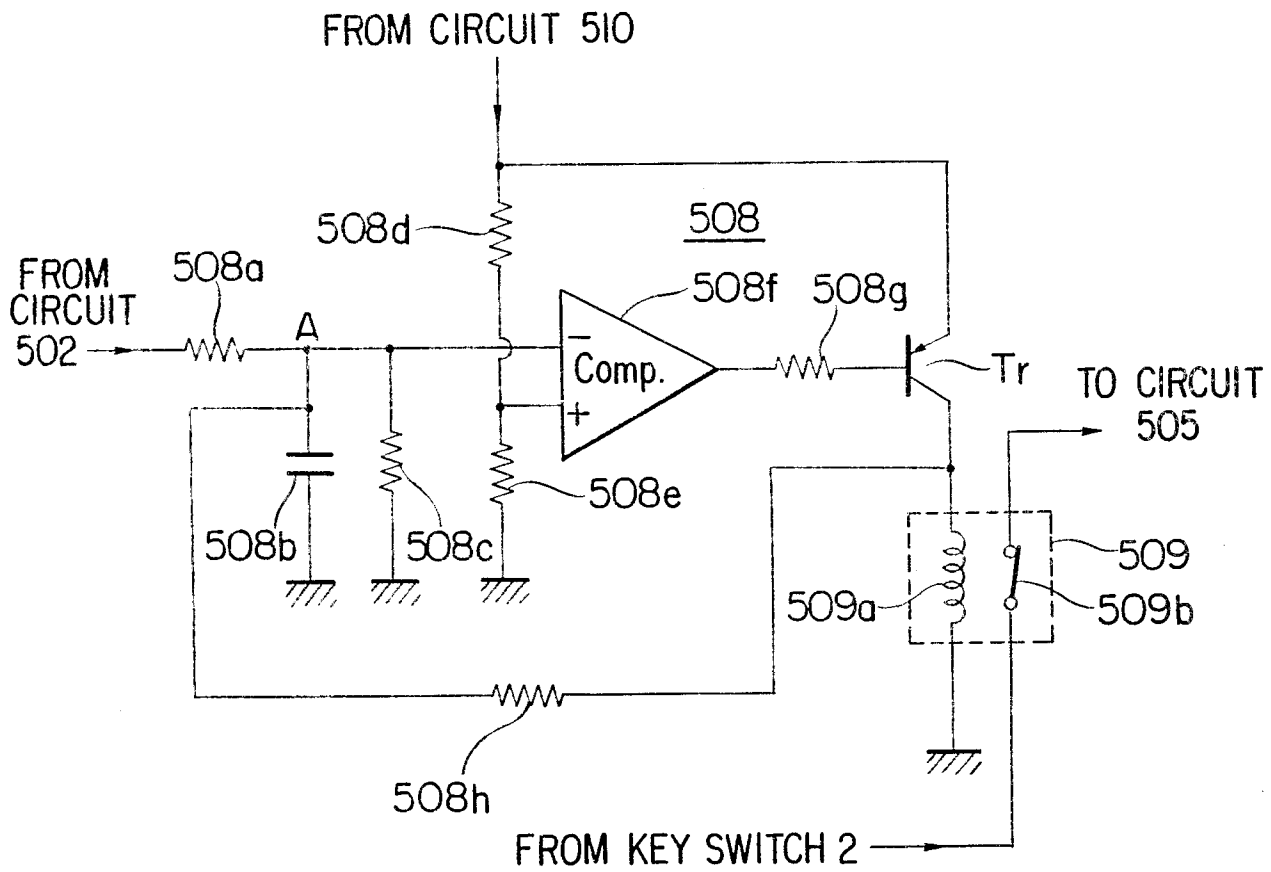 FROM CIRCUIT 510
508d
508
508a
FROM
CIRCUIT
502
A
508f
508g
−
Comp.
+
Tr
TO CIRCUIT
505
508b
508c
508e
509a
509
509b
508h
FROM KEY SWITCH 2